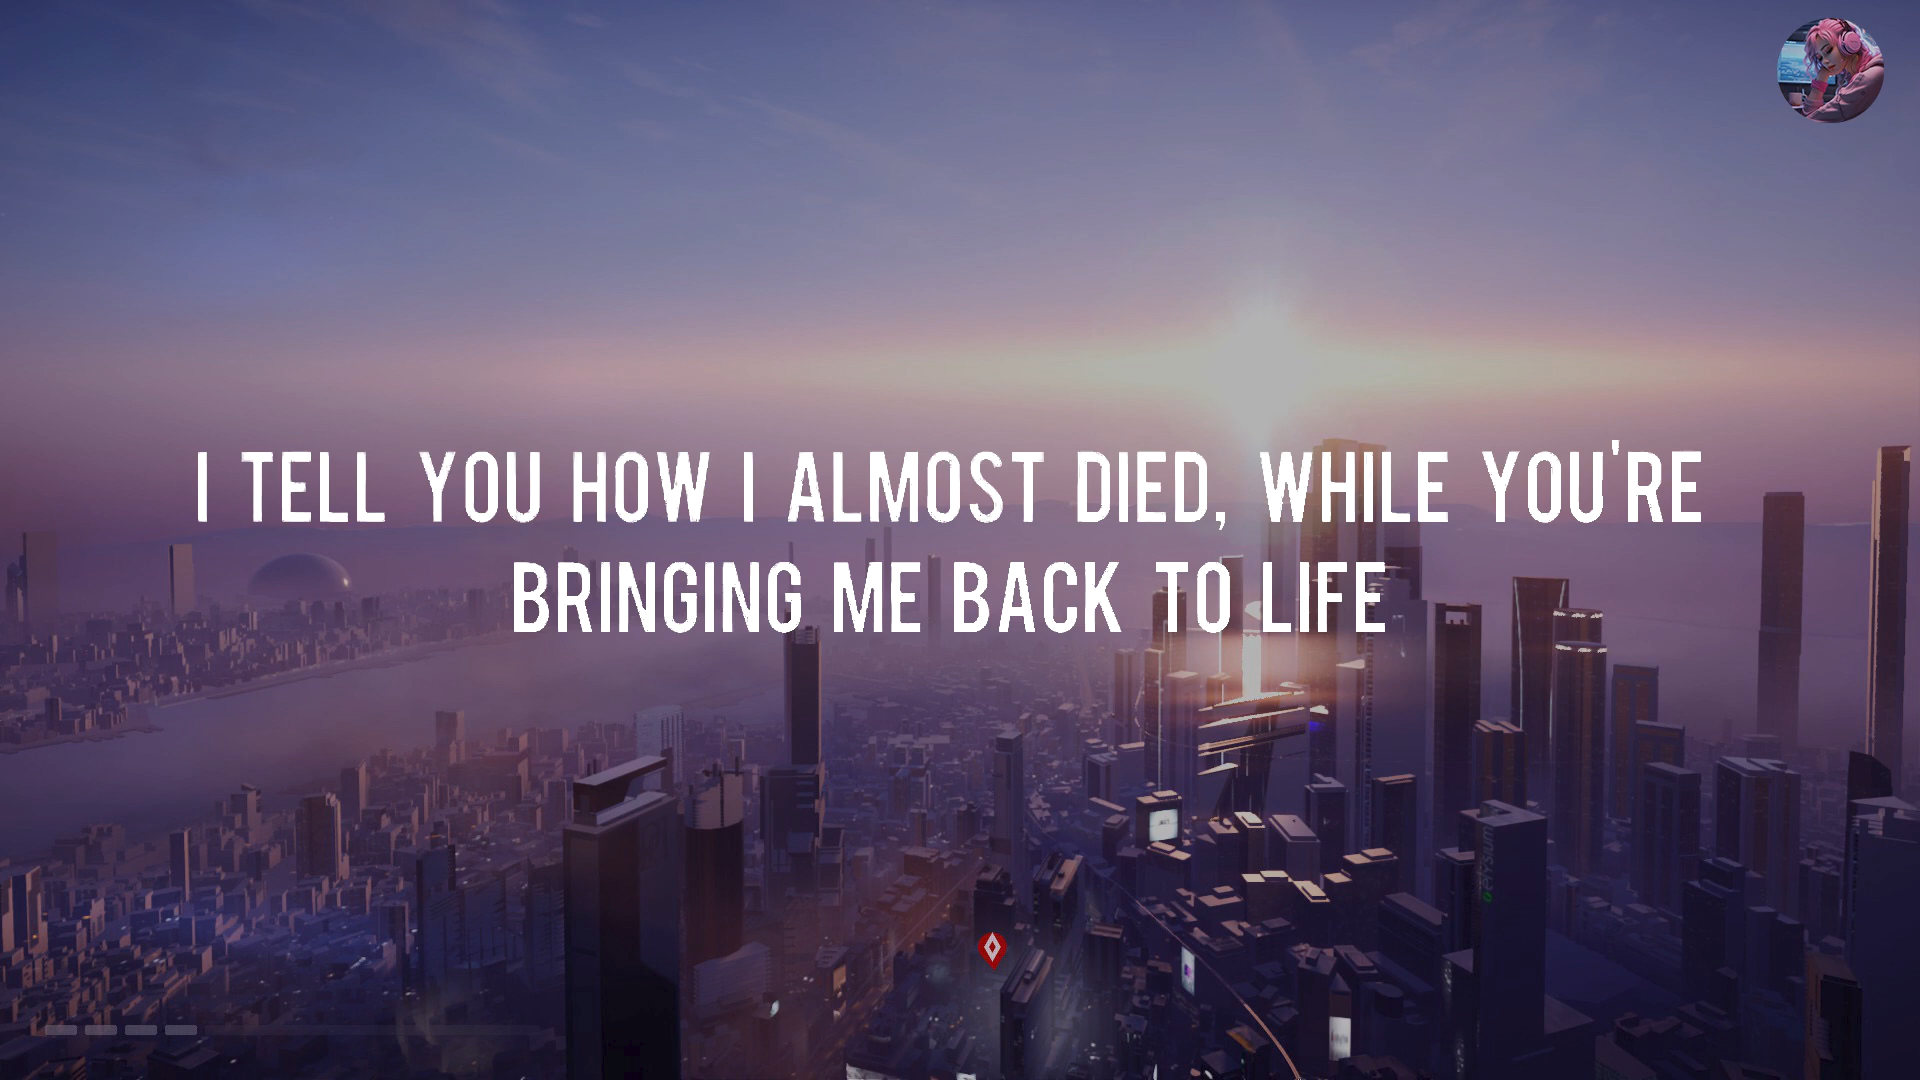 I TELL YOU HOW I ALMOST DIED, WHILE YOU'RE
BRINGING ME BACK TO LIFE